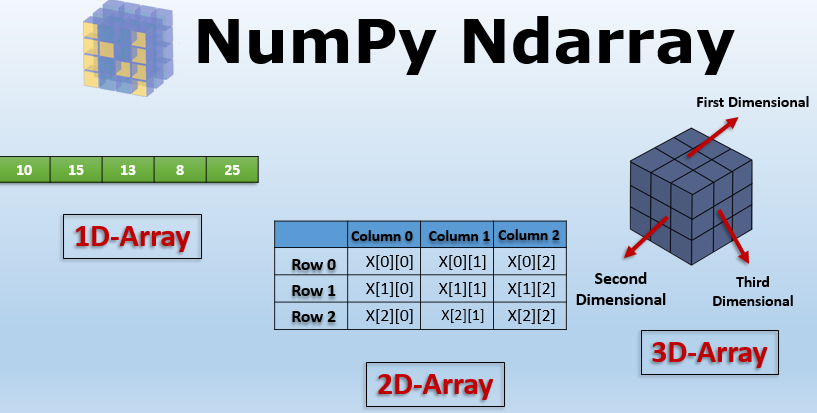 NumPy Ndarray
First Dimensional
10 15 13 8 25
1D-Array
Column 0 Column 1 Column 2
Row 0 X[0][0] X[0][1] X[0][2]
Row 1 X[1][0] X[1][1] X[1][2]
Row 2 X[2][0] X[2][1] X[2][2]
2D-Array
Second
Dimensional
Third
Dimensional
3D-Array